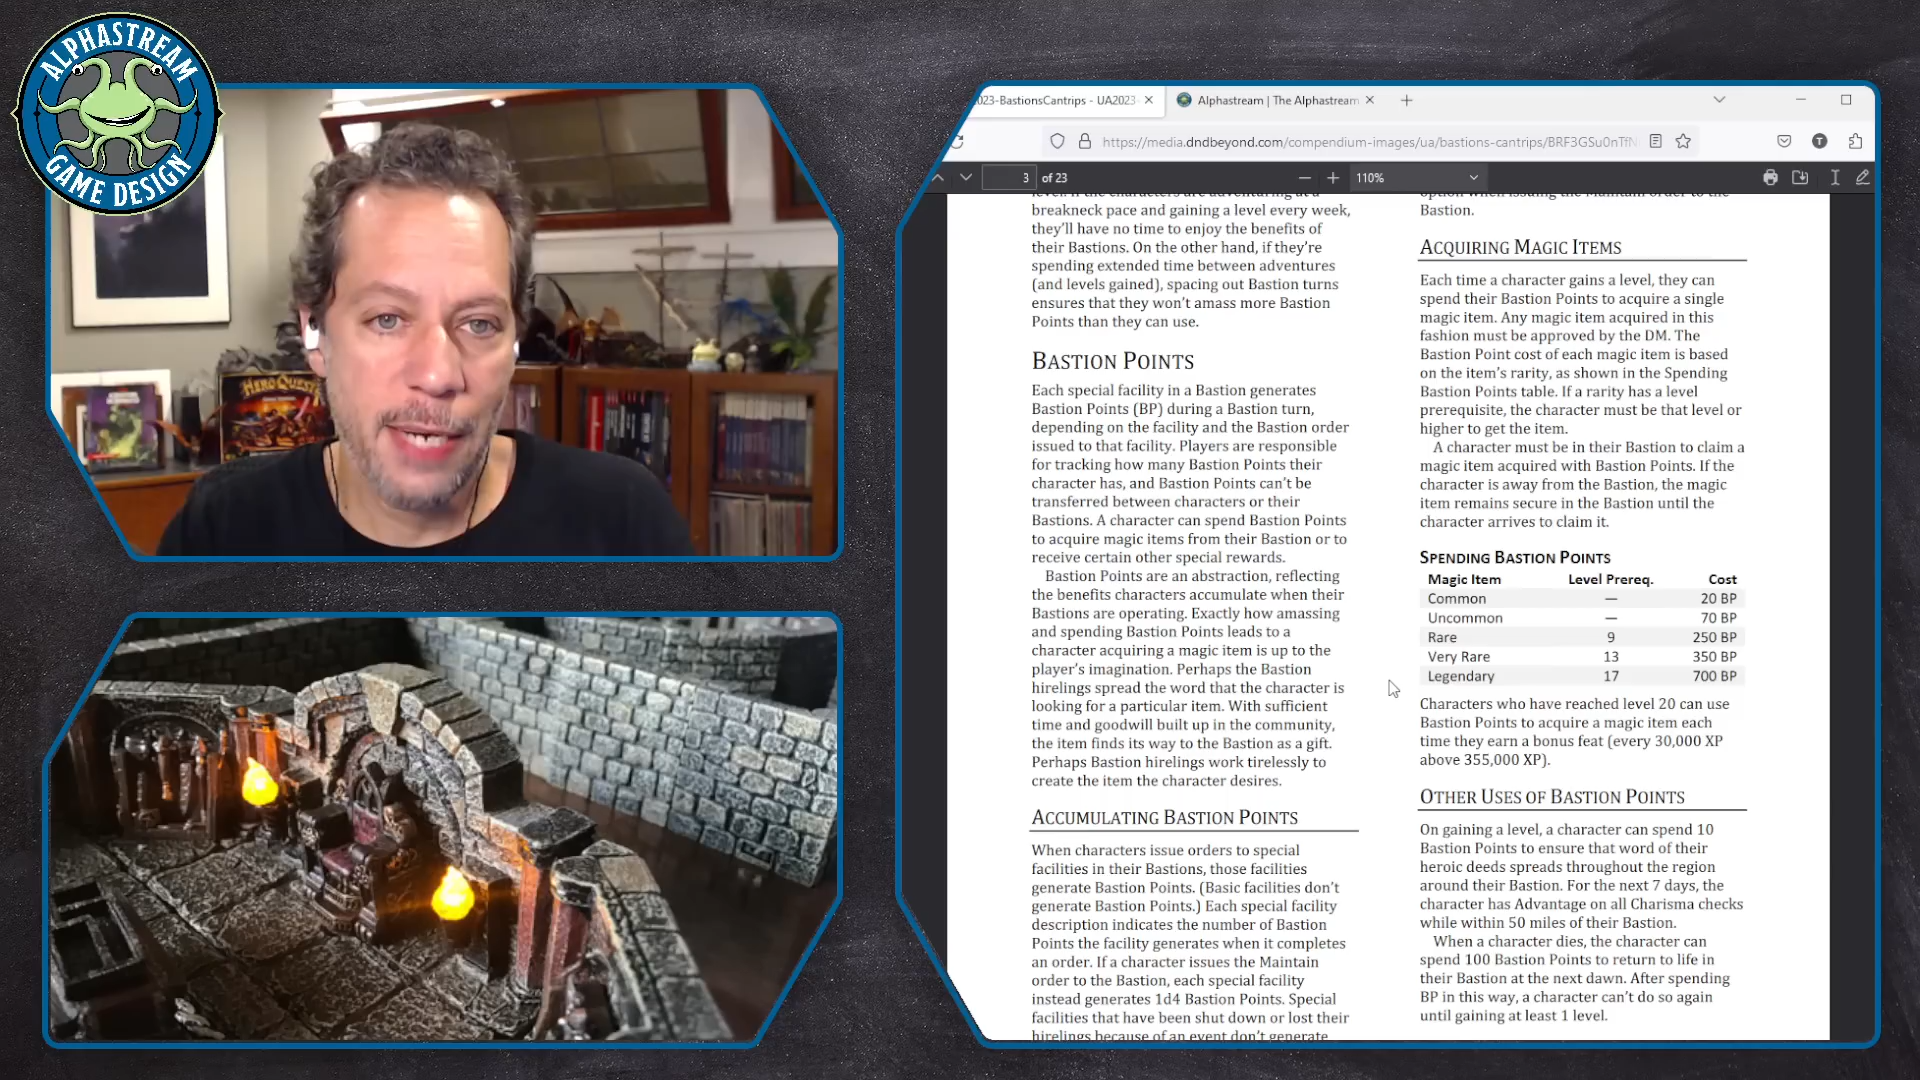 ALPHASTREAM
GAME DESIGN
HEROQUEST
023-BastionsCantrips - UA2023
Alphastream | The Alphastream
https://media.dndbeyond.com/compendium-images/ua/bastions-cantrips/BRF3GSu0nTfN
3 of 23
110%
breakneck pace and gaining a level every week,
they'll have no time to enjoy the benefits of
their Bastions. On the other hand, if they're
spending extended time between adventures
(and levels gained), spacing out Bastion turns
ensures that they won't amass more Bastion
Points than they can use.
BASTION POINTS
Each special facility in a Bastion generates
Bastion Points (BP) during a Bastion turn,
depending on the facility and the Bastion order
issued to that facility. Players are responsible
for tracking how many Bastion Points their
character has, and Bastion Points can't be
transferred between characters or their
Bastions. A character can spend Bastion Points
to acquire magic items from their Bastion or to
receive certain other special rewards.
Bastion Points are an abstraction, reflecting
the benefits characters accumulate when their
Bastions are operating. Exactly how amassing
and spending Bastion Points leads to a
character acquiring a magic item is up to the
player's imagination. Perhaps the Bastion
hirelings spread the word that the character is
looking for a particular item. With sufficient
time and goodwill built up in the community,
the item finds its way to the Bastion as a gift.
Perhaps Bastion hirelings work tirelessly to
create the item the character desires.
ACCUMULATING BASTION POINTS
When characters issue orders to special
facilities in their Bastions, those facilities
generate Bastion Points. (Basic facilities don't
generate Bastion Points.) Each special facility
description indicates the number of Bastion
Points the facility generates when it completes
an order. If a character issues the Maintain
order to the Bastion, each special facility
instead generates 1d4 Bastion Points. Special
facilities that have been shut down or lost their
hirelings because of an event don't generate
option when issuing the Maintain order to the
Bastion.
ACQUIRING MAGIC ITEMS
Each time a character gains a level, they can
spend their Bastion Points to acquire a single
magic item. Any magic item acquired in this
fashion must be approved by the DM. The
Bastion Point cost of each magic item is based
on the item's rarity, as shown in the Spending
Bastion Points table. If a rarity has a level
prerequisite, the character must be that level or
higher to get the item.
A character must be in their Bastion to claim a
magic item acquired with Bastion Points. If the
character is away from the Bastion, the magic
item remains secure in the Bastion until the
character arrives to claim it.
SPENDING BASTION POINTS
Magic Item Level Prereq. Cost
Common — 20 BP
Uncommon — 70 BP
Rare 9 250 BP
Very Rare 13 350 BP
Legendary 17 700 BP
Characters who have reached level 20 can use
Bastion Points to acquire a magic item each
time they earn a bonus feat (every 30,000 XP
above 355,000 XP).
OTHER USES OF BASTION POINTS
On gaining a level, a character can spend 10
Bastion Points to ensure that word of their
heroic deeds spreads throughout the region
around their Bastion. For the next 7 days, the
character has Advantage on all Charisma checks
while within 50 miles of their Bastion.
When a character dies, the character can
spend 100 Bastion Points to return to life in
their Bastion at the next dawn. After spending
BP in this way, a character can't do so again
until gaining at least 1 level.